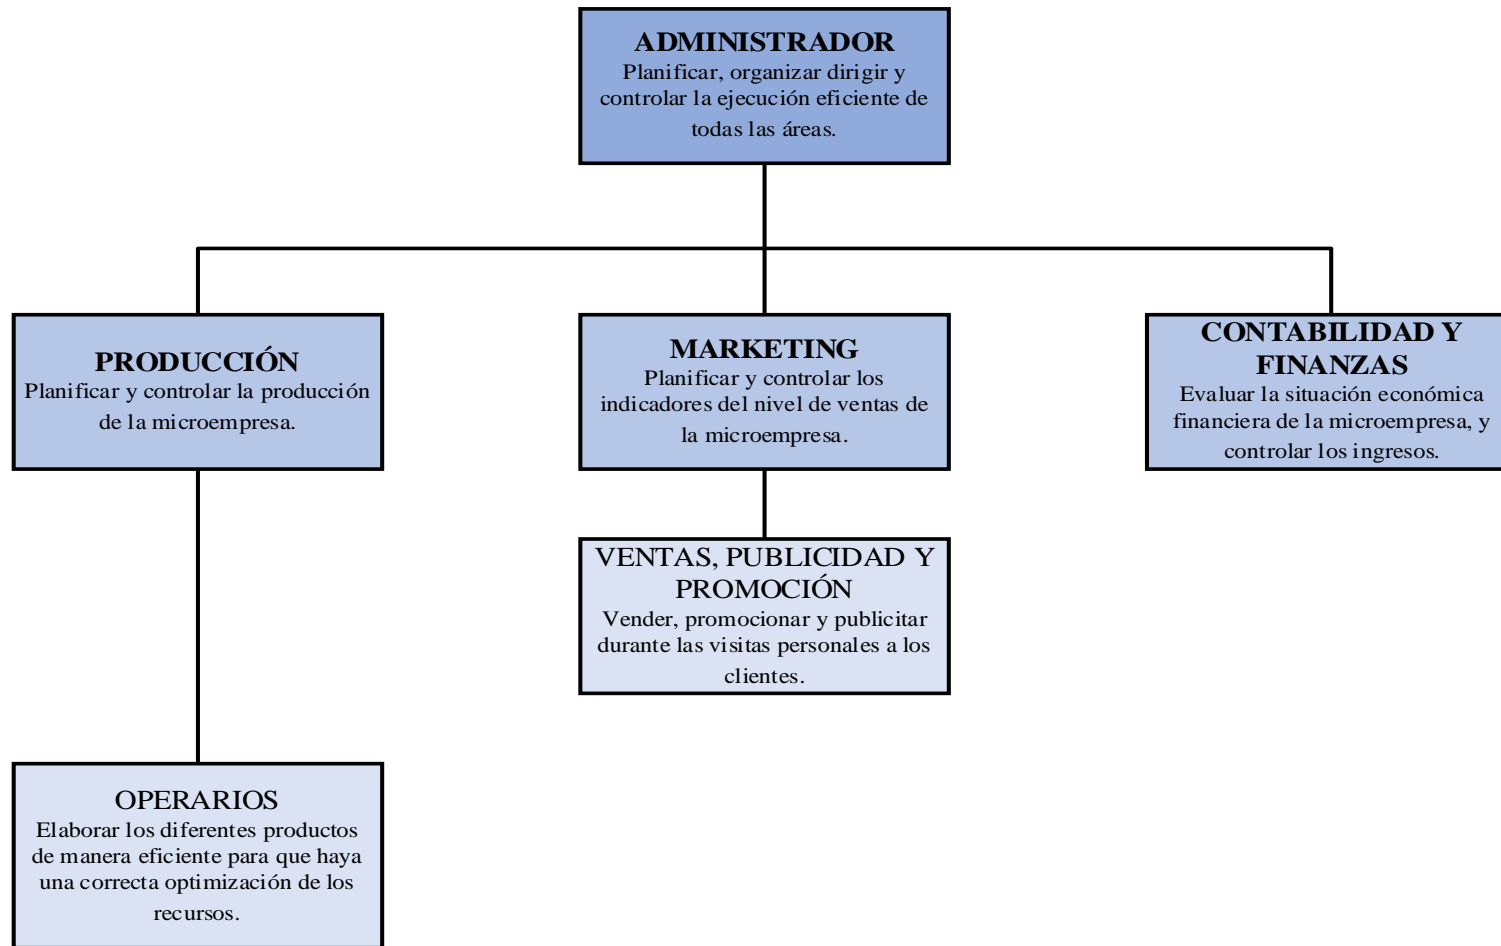 ADMINISTRADOR
Planificar, organizar dirigir y
controlar la ejecución eficiente de
todas las áreas.
PRODUCCIÓN
Planificar y controlar la producción
de la microempresa.
MARKETING
Planificar y controlar los
indicadores del nivel de ventas de
la microempresa.
CONTABILIDAD Y
FINANZAS
Evaluar la situación económica
financiera de la microempresa, y
controlar los ingresos.
VENTAS, PUBLICIDAD Y
PROMOCIÓN
Vender, promocionar y publicitar
durante las visitas personales a los
clientes.
OPERARIOS
Elaborar los diferentes productos
de manera eficiente para que haya
una correcta optimización de los
recursos.